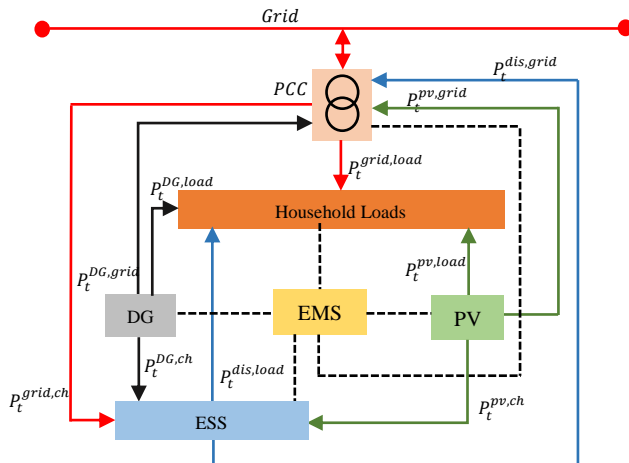 Grid
P_t^{dis,grid}
PCC
P_t^{pv,grid}
P_t^{grid,load}
P_t^{DG,load}
Household Loads
P_t^{DG,grid}
P_t^{pv,load}
DG
EMS
PV
P_t^{DG,ch}
P_t^{dis,load}
P_t^{grid,ch}
P_t^{pv,ch}
ESS